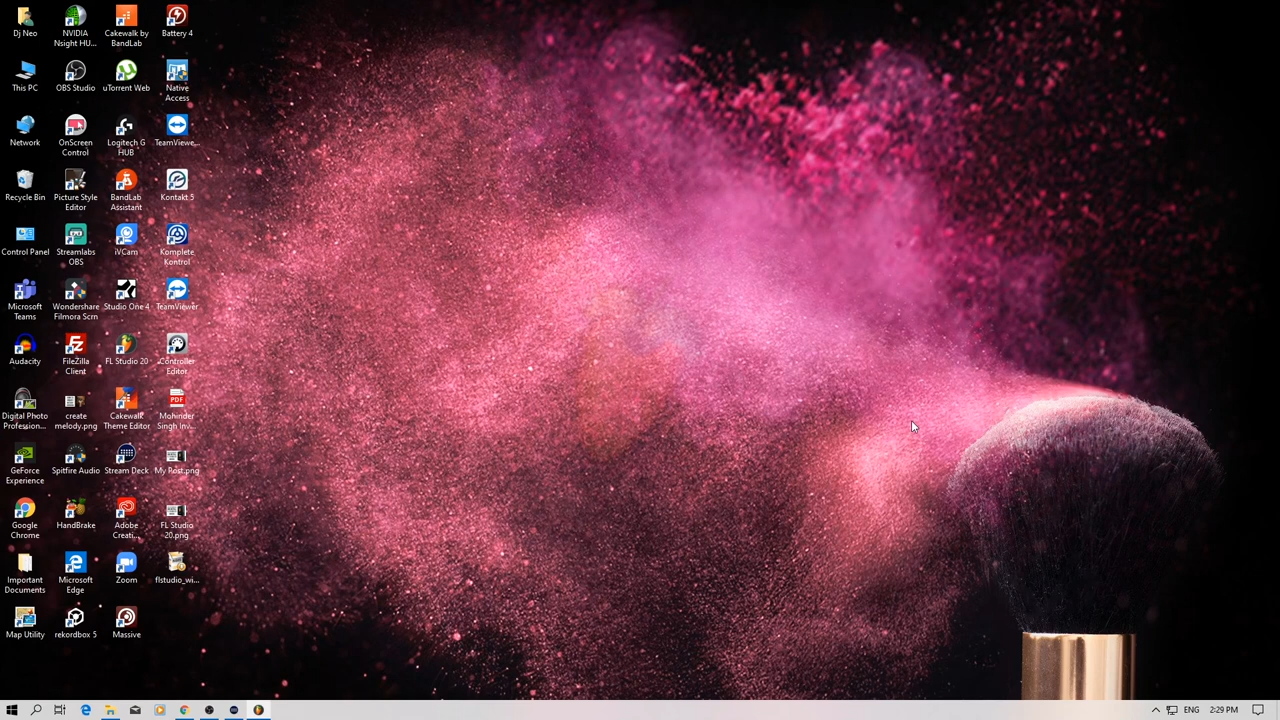 Dj Neo
NVIDIA
Nsight HU...
Cakewalk by
BandLab
Battery 4
This PC
OBS Studio
uTorrent Web
Native
Access
Network
OnScreen
Control
Logitech G
HUB
TeamViewe...
Recycle Bin
Picture Style
Editor
BandLab
Assistant
Kontakt 5
Control Panel
Streamlabs
OBS
iVCam
Komplete
Kontrol
Microsoft
Teams
Wondershare
Filmora Scrn
Studio One 4
TeamViewer
Audacity
FileZilla
Client
FL Studio 20
Controller
Editor
Digital Photo
Profession...
create
melody.png
Cakewalk
Theme Editor
PDF
Mohinder
Singh Inv...
GeForce
Experience
Spitfire Audio
Stream Deck
My Post.png
Google
Chrome
HandBrake
Adobe
Creati...
FL Studio
20.png
Important
Documents
Microsoft
Edge
Zoom
flstudio_wi...
Map Utility
rekordbox 5
Massive
ENG
2:29 PM